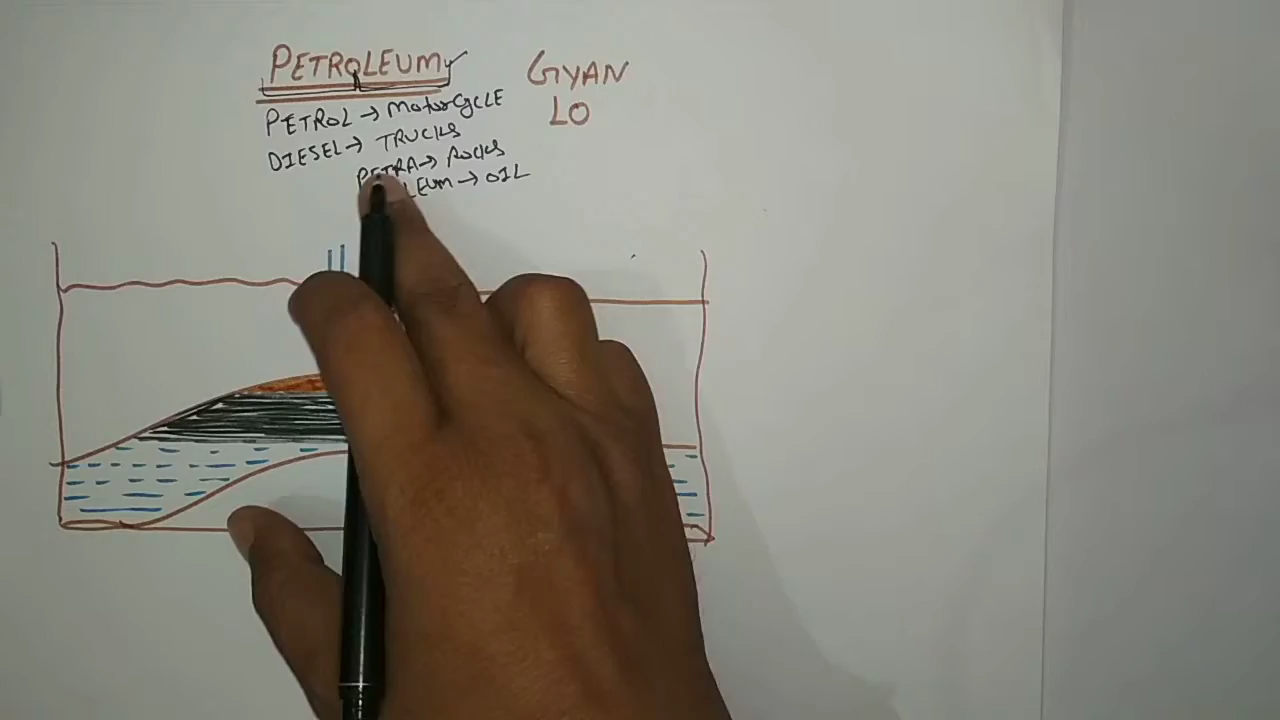 PETROLEUM
GYAN
LO
PETROL → MOTORCYCLE
DIESEL → TRUCKS
PETRA → ROCKS
LEUM → OIL